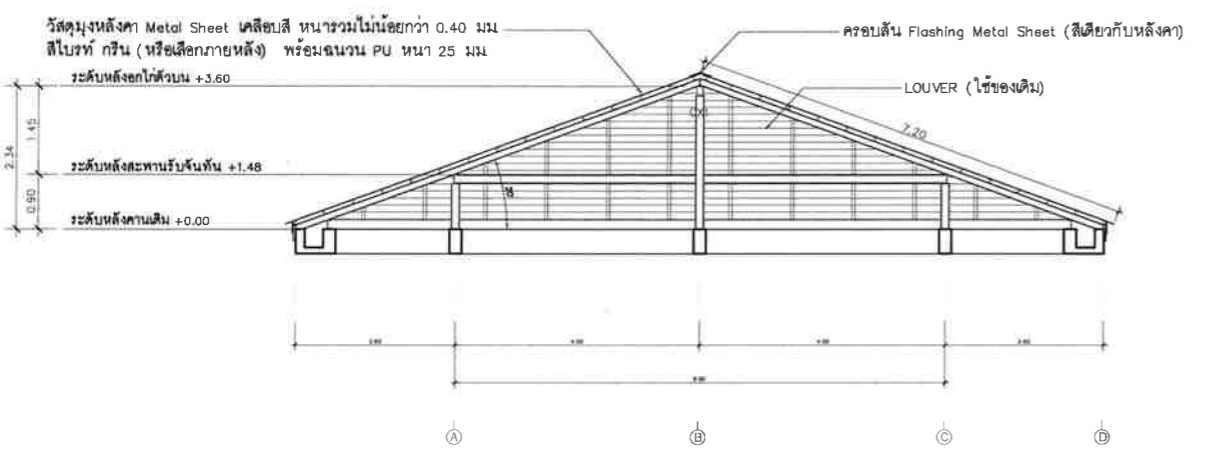 วัสดุมุงหลังคา Metal Sheet เคลือบสี หนารวมไม่น้อยกว่า 0.40 มม.
สีไบรท์ กรีน (หรือเลือกภายหลัง) พร้อมฉนวน PU หนา 25 มม.
ครอบสัน Flashing Metal Sheet (สีเดียวกับหลังคา)
ระดับหลังอกไก่ตัวบน +3.60
LOUVER (ใช้ของเดิม)
7.20
1.45
2.34
ระดับหลังสะพานรับจันทัน +1.48
0.90
ระดับหลังคานเดิม +0.00
4.00
4.00
A
B
C
D